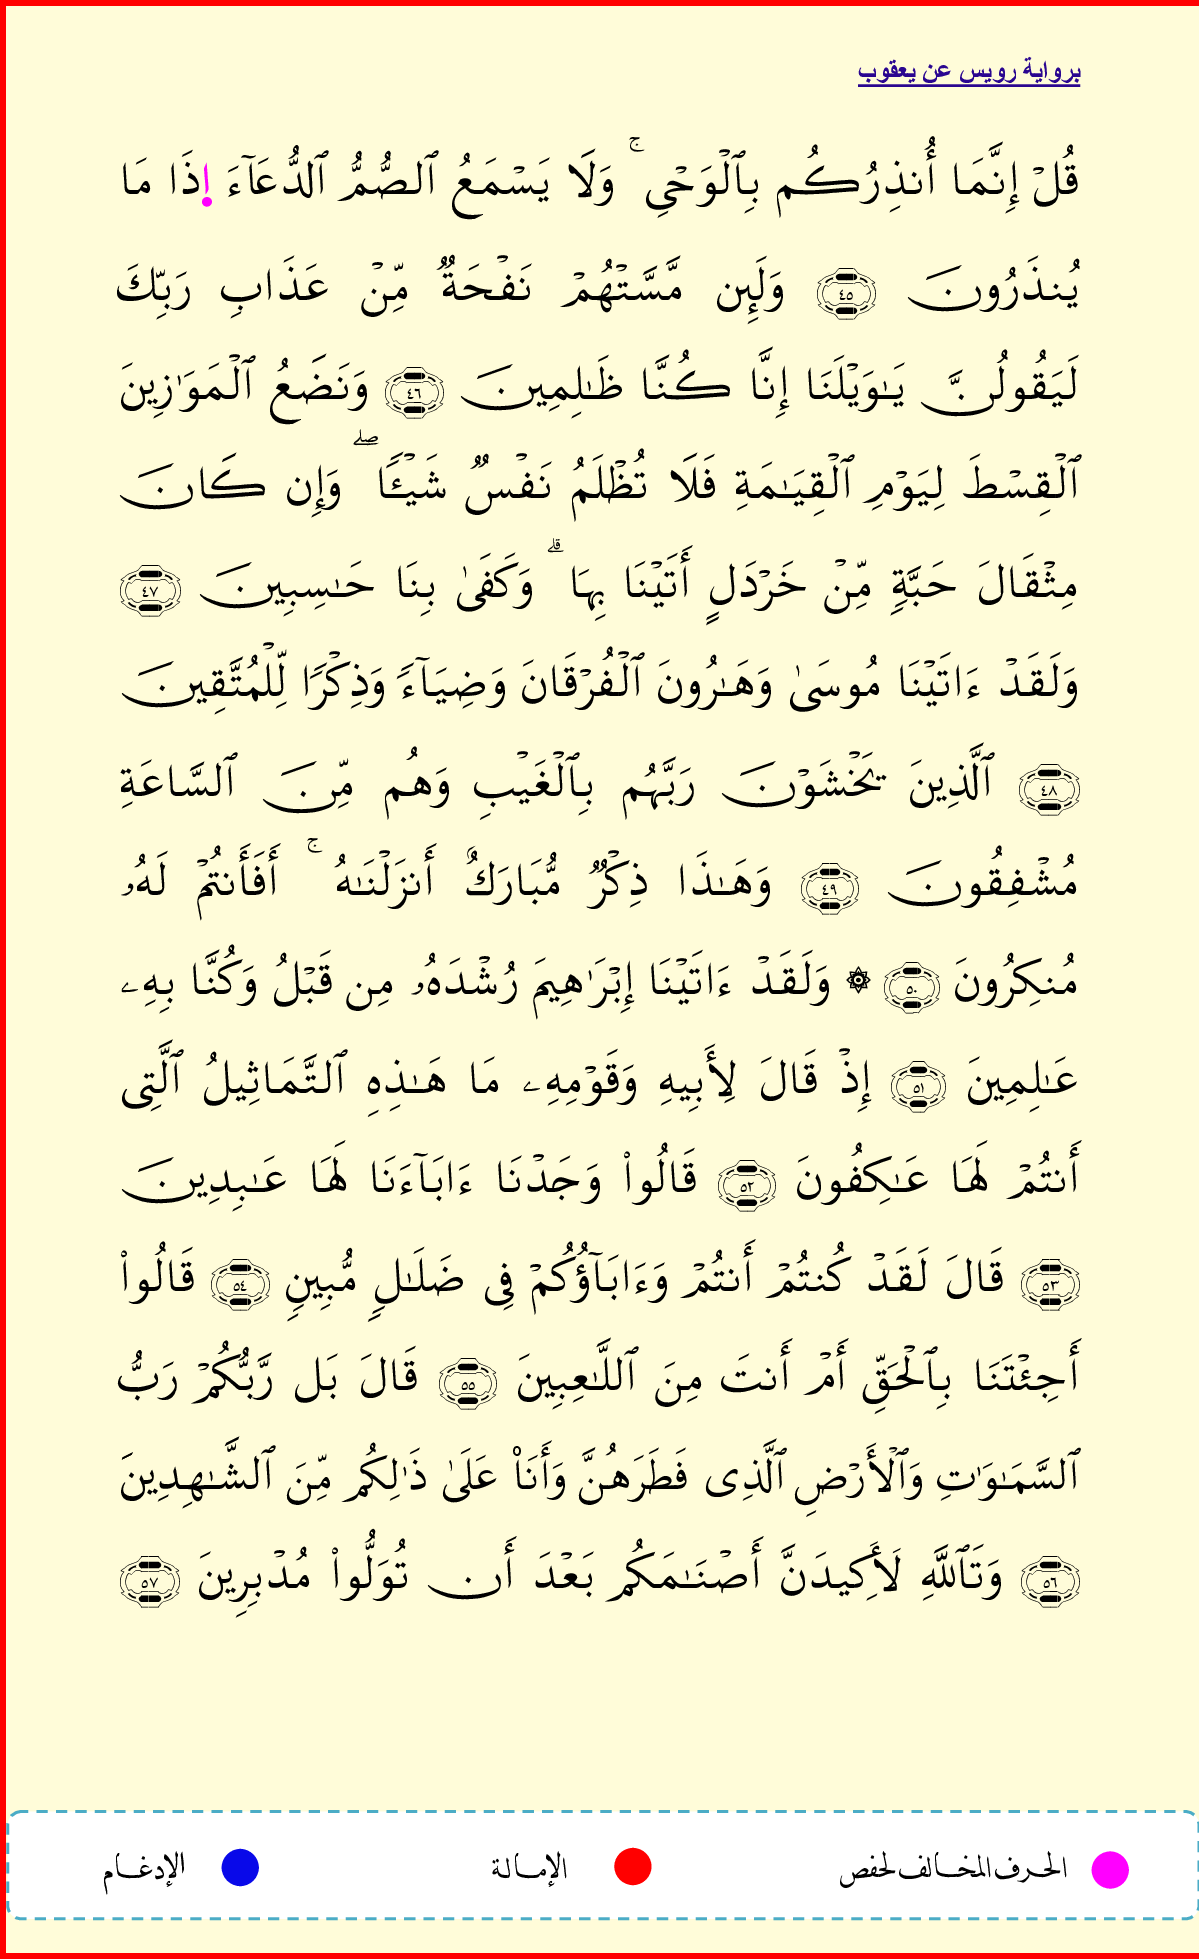 برواية رويس عن يعقوب
قُلۡ إِنَّمَآ أُنذِرُكُم بِٱلۡوَحۡيِۚ وَلَا يَسۡمَعُ ٱلصُّمُّ ٱلدُّعَآءَ إِذَا مَا
يُنذَرُونَ ٤٥ وَلَئِن مَّسَّتۡهُمۡ نَفۡحَةٌ مِّنۡ عَذَابِ رَبِّكَ
لَيَقُولُنَّ يَـٰوَيۡلَنَآ إِنَّا كُنَّا ظَـٰلِمِينَ ٤٦ وَنَضَعُ ٱلۡمَوَٰزِينَ
ٱلۡقِسۡطَ لِيَوۡمِ ٱلۡقِيَـٰمَةِ فَلَا تُظۡلَمُ نَفۡسٌ شَيۡـًٔاۖ وَإِن كَانَ
مِثۡقَالَ حَبَّةٍ مِّنۡ خَرۡدَلٍ أَتَيۡنَا بِهَاۗ وَكَفَىٰ بِنَا حَـٰسِبِينَ ٤٧
وَلَقَدۡ ءَاتَيۡنَا مُوسَىٰ وَهَـٰرُونَ ٱلۡفُرۡقَانَ وَضِيَآءً وَذِكۡرًا لِّلۡمُتَّقِينَ
٤٨ ٱلَّذِينَ يَخۡشَوۡنَ رَبَّهُم بِٱلۡغَيۡبِ وَهُم مِّنَ ٱلسَّاعَةِ
مُشۡفِقُونَ ٤٩ وَهَـٰذَا ذِكۡرٌ مُّبَارَكٌ أَنزَلۡنَـٰهُۚ أَفَأَنتُمۡ لَهُۥ
مُنكِرُونَ ٥٠ ۞ وَلَقَدۡ ءَاتَيۡنَآ إِبۡرَٰهِيمَ رُشۡدَهُۥ مِن قَبۡلُ وَكُنَّا بِهِۦ
عَـٰلِمِينَ ٥١ إِذۡ قَالَ لِأَبِيهِ وَقَوۡمِهِۦ مَا هَـٰذِهِ ٱلتَّمَاثِيلُ ٱلَّتِى
أَنتُمۡ لَهَا عَـٰكِفُونَ ٥٢ قَالُواْ وَجَدۡنَآ ءَابَآءَنَا لَهَا عَـٰبِدِينَ
٥٣ قَالَ لَقَدۡ كُنتُمۡ أَنتُمۡ وَءَابَآؤُكُمۡ فِى ضَلَـٰلٍ مُّبِينٍ ٥٤ قَالُوٓاْ
أَجِئۡتَنَا بِٱلۡحَقِّ أَمۡ أَنتَ مِنَ ٱللَّـٰعِبِينَ ٥٥ قَالَ بَل رَّبُّكُمۡ رَبُّ
ٱلسَّمَـٰوَٰتِ وَٱلۡأَرۡضِ ٱلَّذِى فَطَرَهُنَّ وَأَنَا۠ عَلَىٰ ذَٰلِكُم مِّنَ ٱلشَّـٰهِدِينَ
٥٦ وَتَٱللَّهِ لَأَكِيدَنَّ أَصۡنَـٰمَكُم بَعۡدَ أَن تُوَلُّواْ مُدۡبِرِينَ ٥٧
الحرف المخالف لحفص الإمالة الإدغام